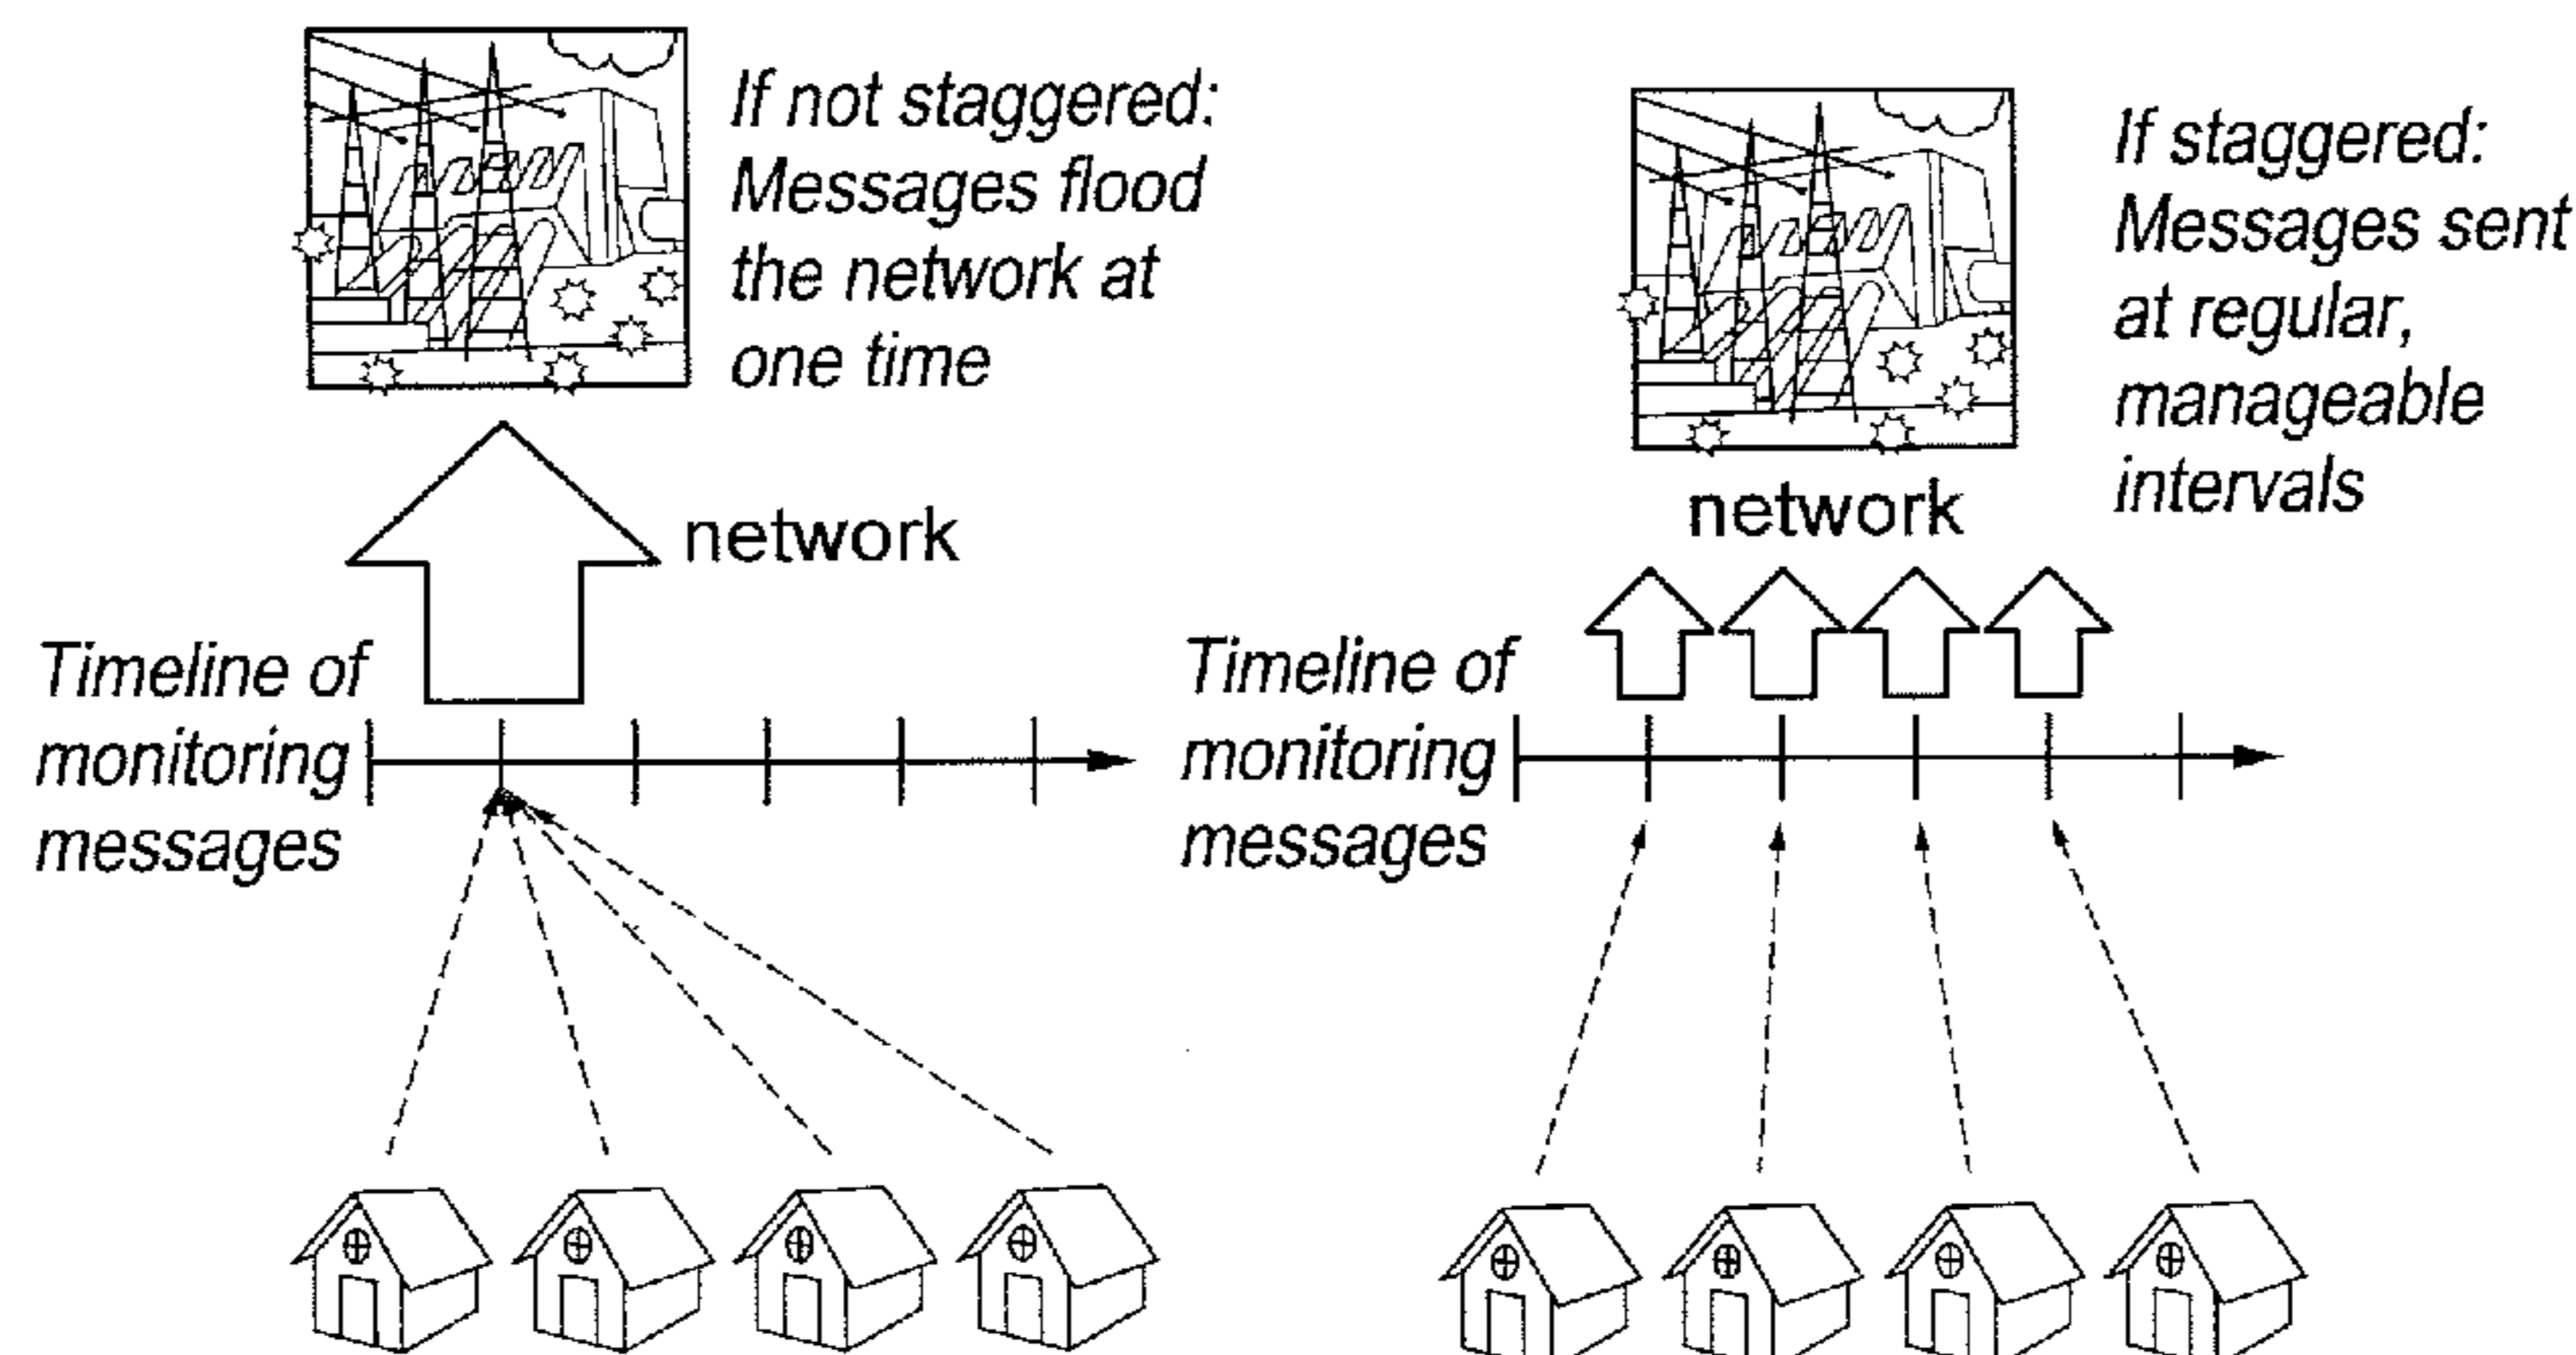 If not staggered:
Messages flood
the network at
one time
network
Timeline of
monitoring
messages
If staggered:
Messages sent
at regular,
manageable
intervals
network
Timeline of
monitoring
messages